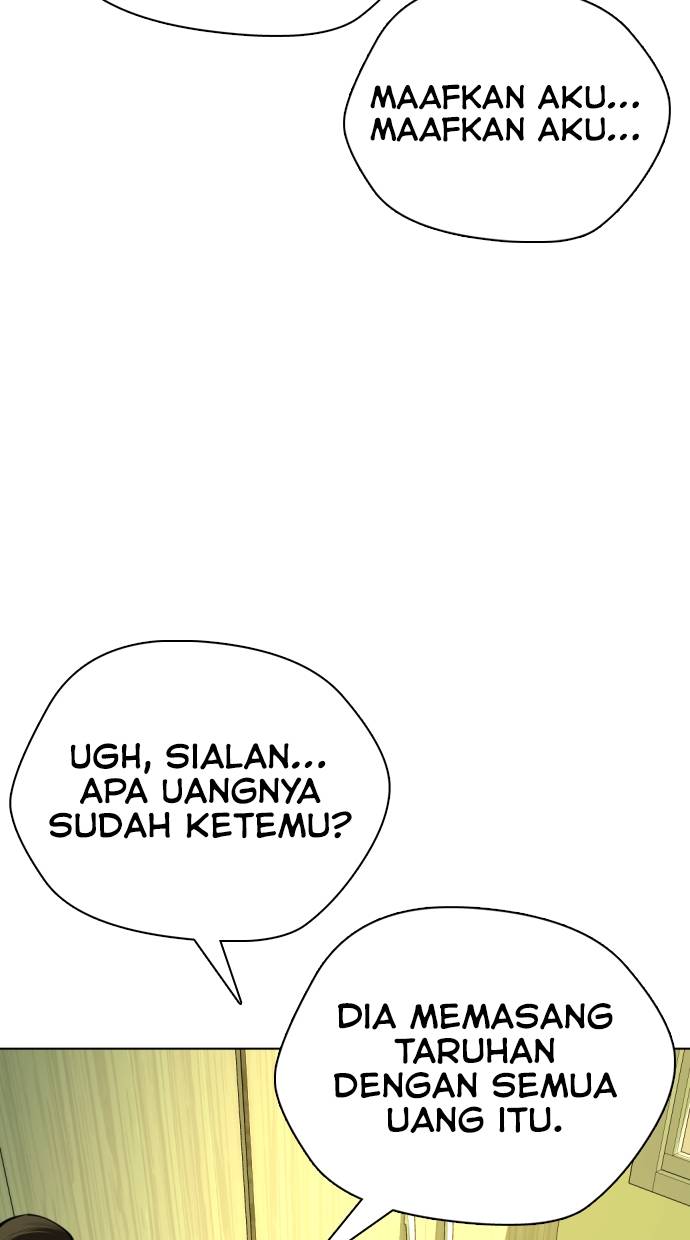 MAAFKAN AKU...
MAAFKAN AKU...
UGH, SIALAN...
APA UANGNYA
SUDAH KETEMU?
DIA MEMASANG
TARUHAN
DENGAN SEMUA
UANG ITU.